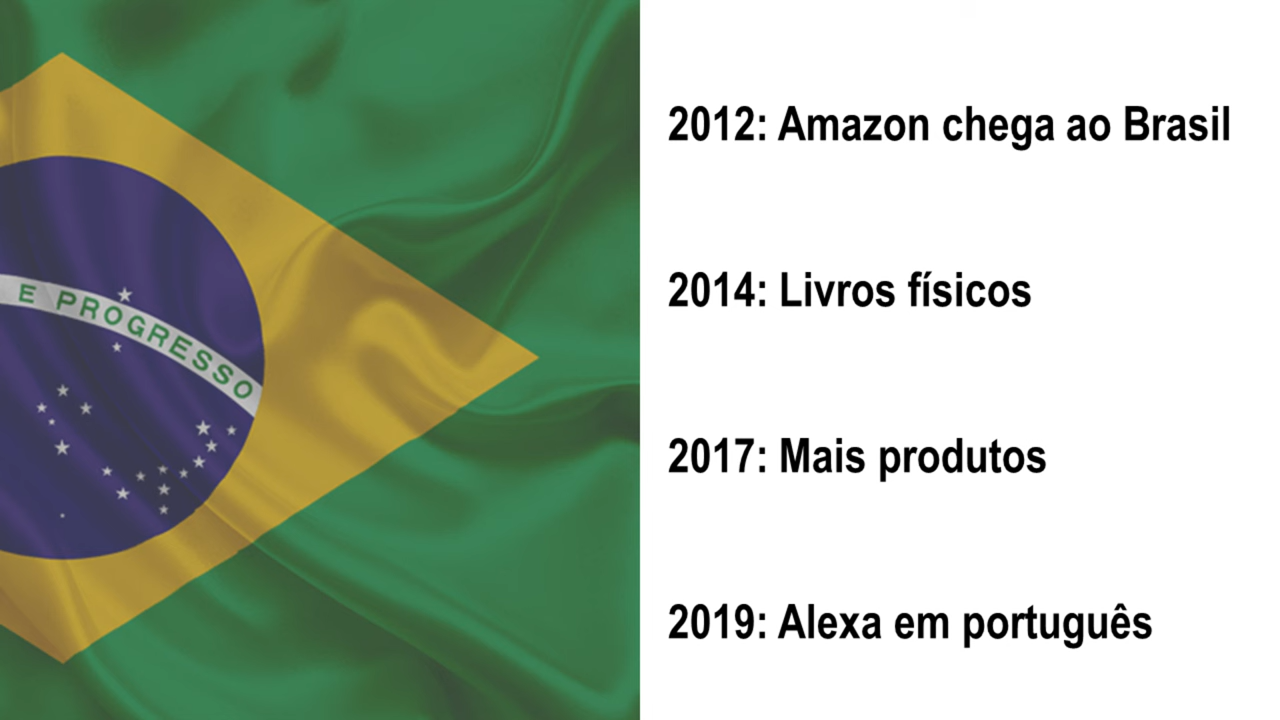 E PROGRESSO
2012: Amazon chega ao Brasil
2014: Livros físicos
2017: Mais produtos
2019: Alexa em português